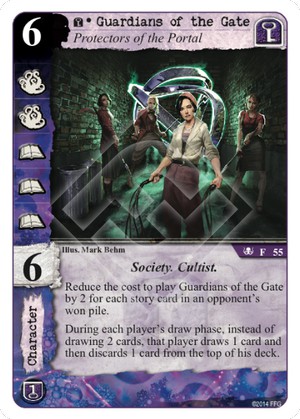 6
• Guardians of the Gate
Protectors of the Portal
Illus. Mark Behm
F 55
6
Society. Cultist.
Reduce the cost to play Guardians of the Gate
by 2 for each story card in an opponent's
won pile.
During each player's draw phase, instead of
drawing 2 cards, that player draws 1 card and
then discards 1 card from the top of his deck.
Character
1
©2014 FFG